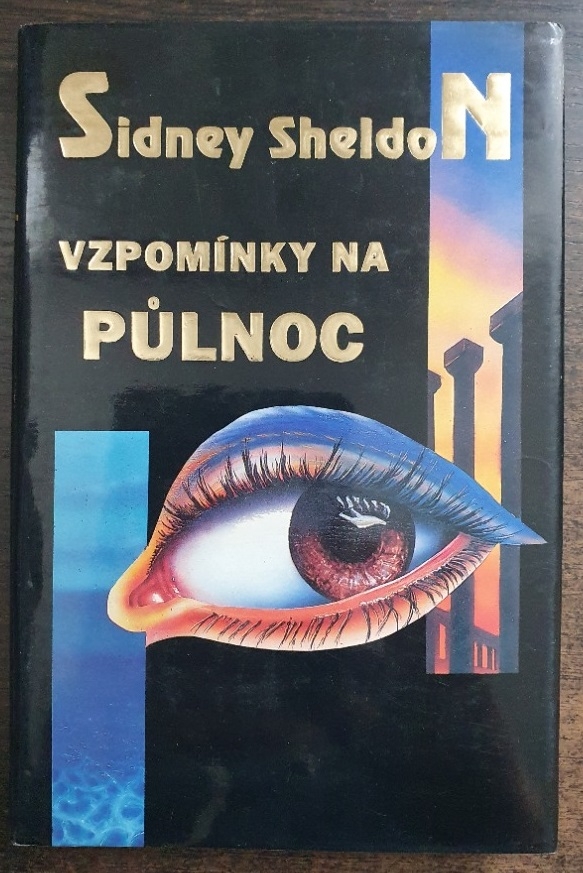 Sidney SheldoN
VZPOMÍNKY NA
PŮLNOC